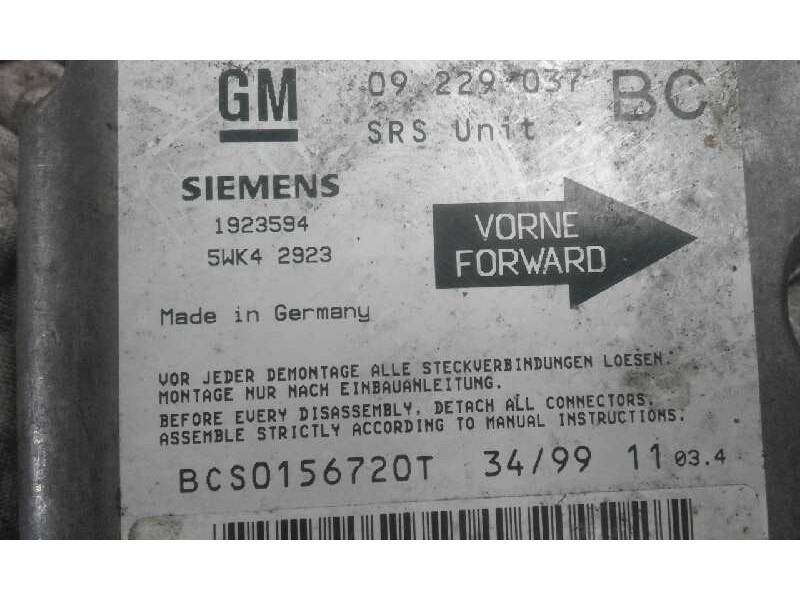 GM 09 229 037 BC
SRS Unit
SIEMENS
1923594
5WK4 2923
VORNE
FORWARD
Made in Germany
VOR JEDER DEMONTAGE ALLE STECKVERBINDUNGEN LOESEN.
MONTAGE NUR NACH EINBAUANLEITUNG.
BEFORE EVERY DISASSEMBLY, DETACH ALL CONNECTORS.
ASSEMBLE STRICTLY ACCORDING TO MANUAL INSTRUCTIONS.
BCS0156720T 34/99 11 03.4